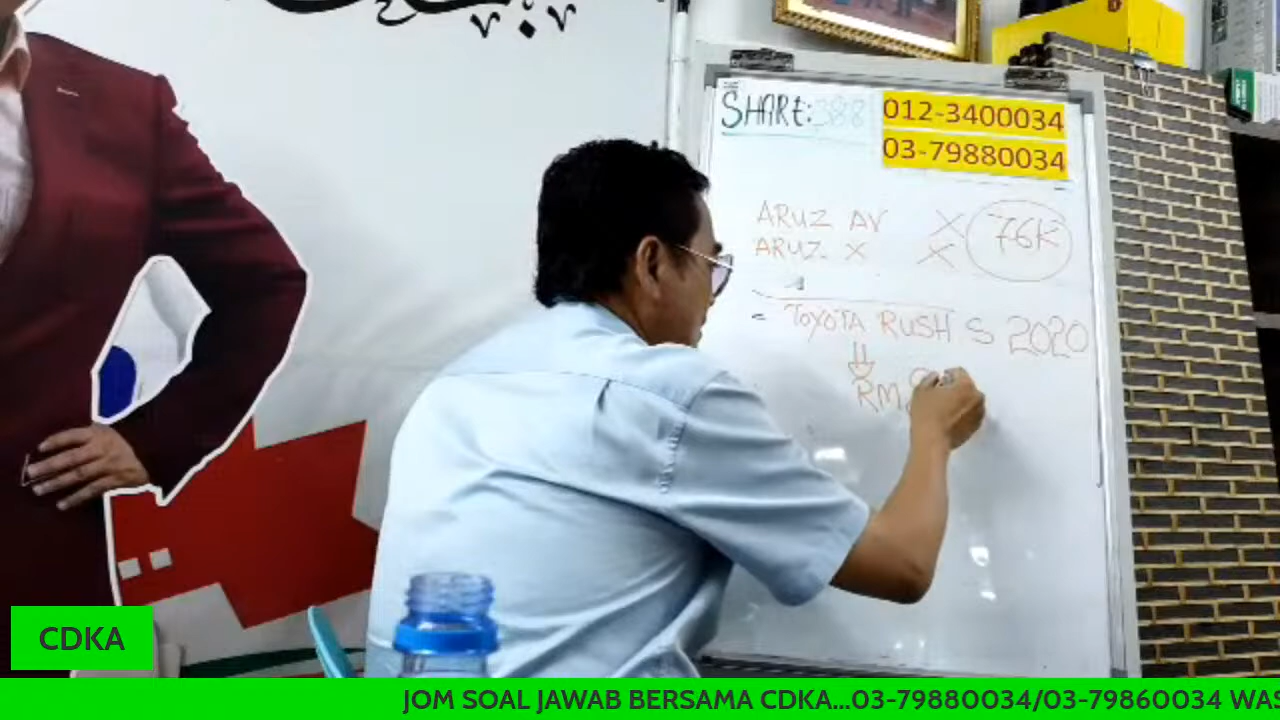 SHARE: 388
012-3400034
03-79880034
ARUZ AV X 76K
ARUZ X X
= TOYOTA RUSH S 2020
RM
CDKA
JOM SOAL JAWAB BERSAMA CDKA...03-79880034/03-79860034 WAS